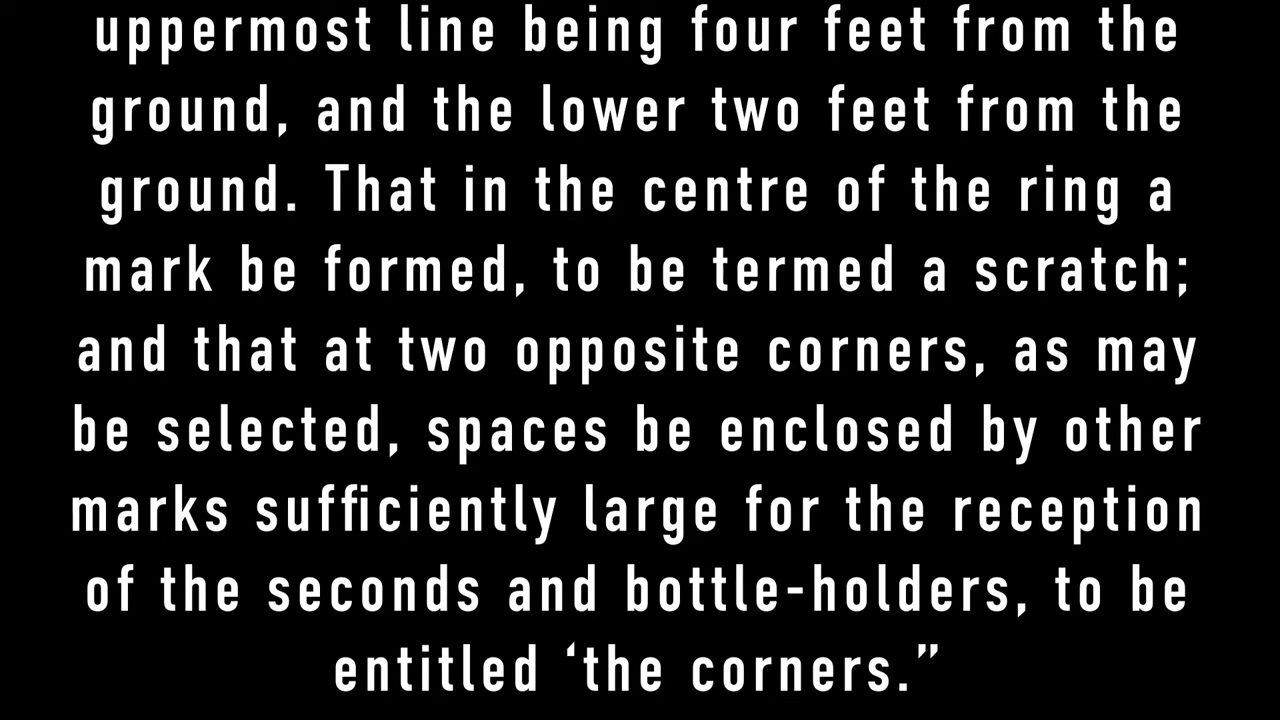 uppermost line being four feet from the
ground, and the lower two feet from the
ground. That in the centre of the ring a
mark be formed, to be termed a scratch;
and that at two opposite corners, as may
be selected, spaces be enclosed by other
marks sufficiently large for the reception
of the seconds and bottle-holders, to be
entitled ‘the corners.”